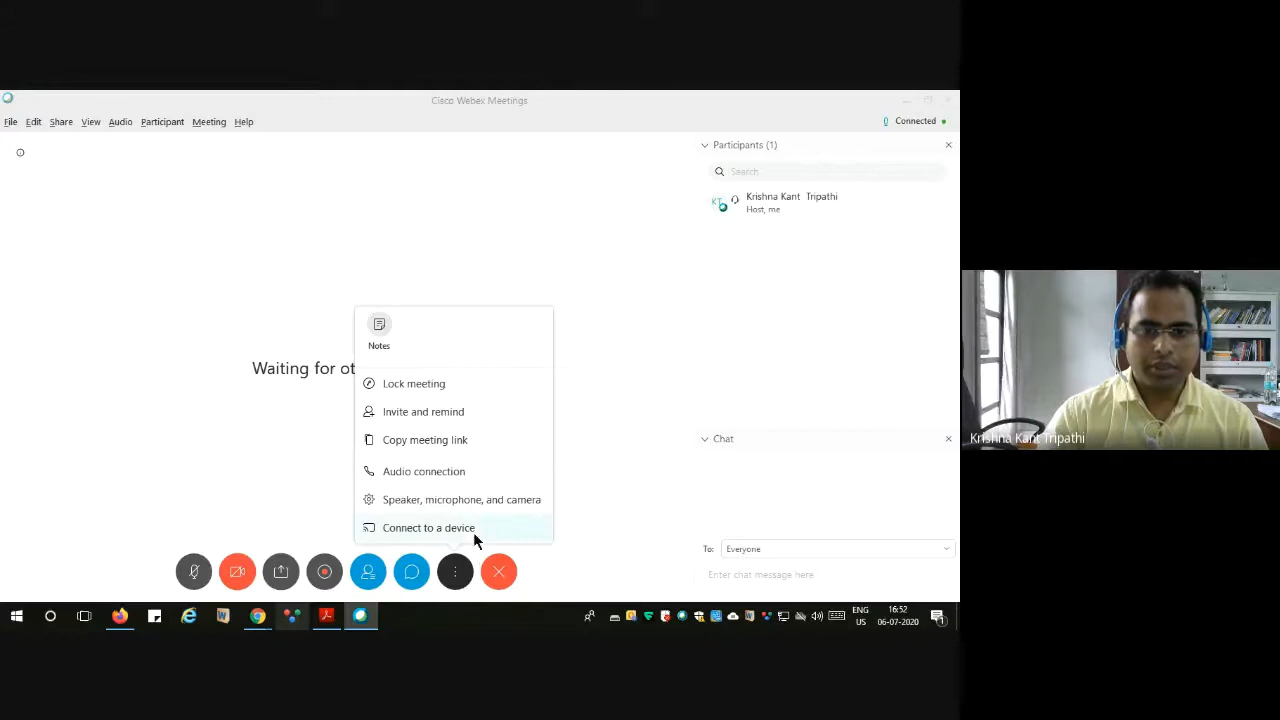 Cisco Webex Meetings
File Edit Share View Audio Participant Meeting Help
Connected
Participants (1)
Search
KT
Krishna Kant Tripathi
Host, me
Notes
Waiting for ot
Lock meeting
Invite and remind
Copy meeting link
Audio connection
Speaker, microphone, and camera
Connect to a device
Chat
To: Everyone
Enter chat message here
Krishna Kant Tripathi
ENG 16:52
US 06-07-2020
1